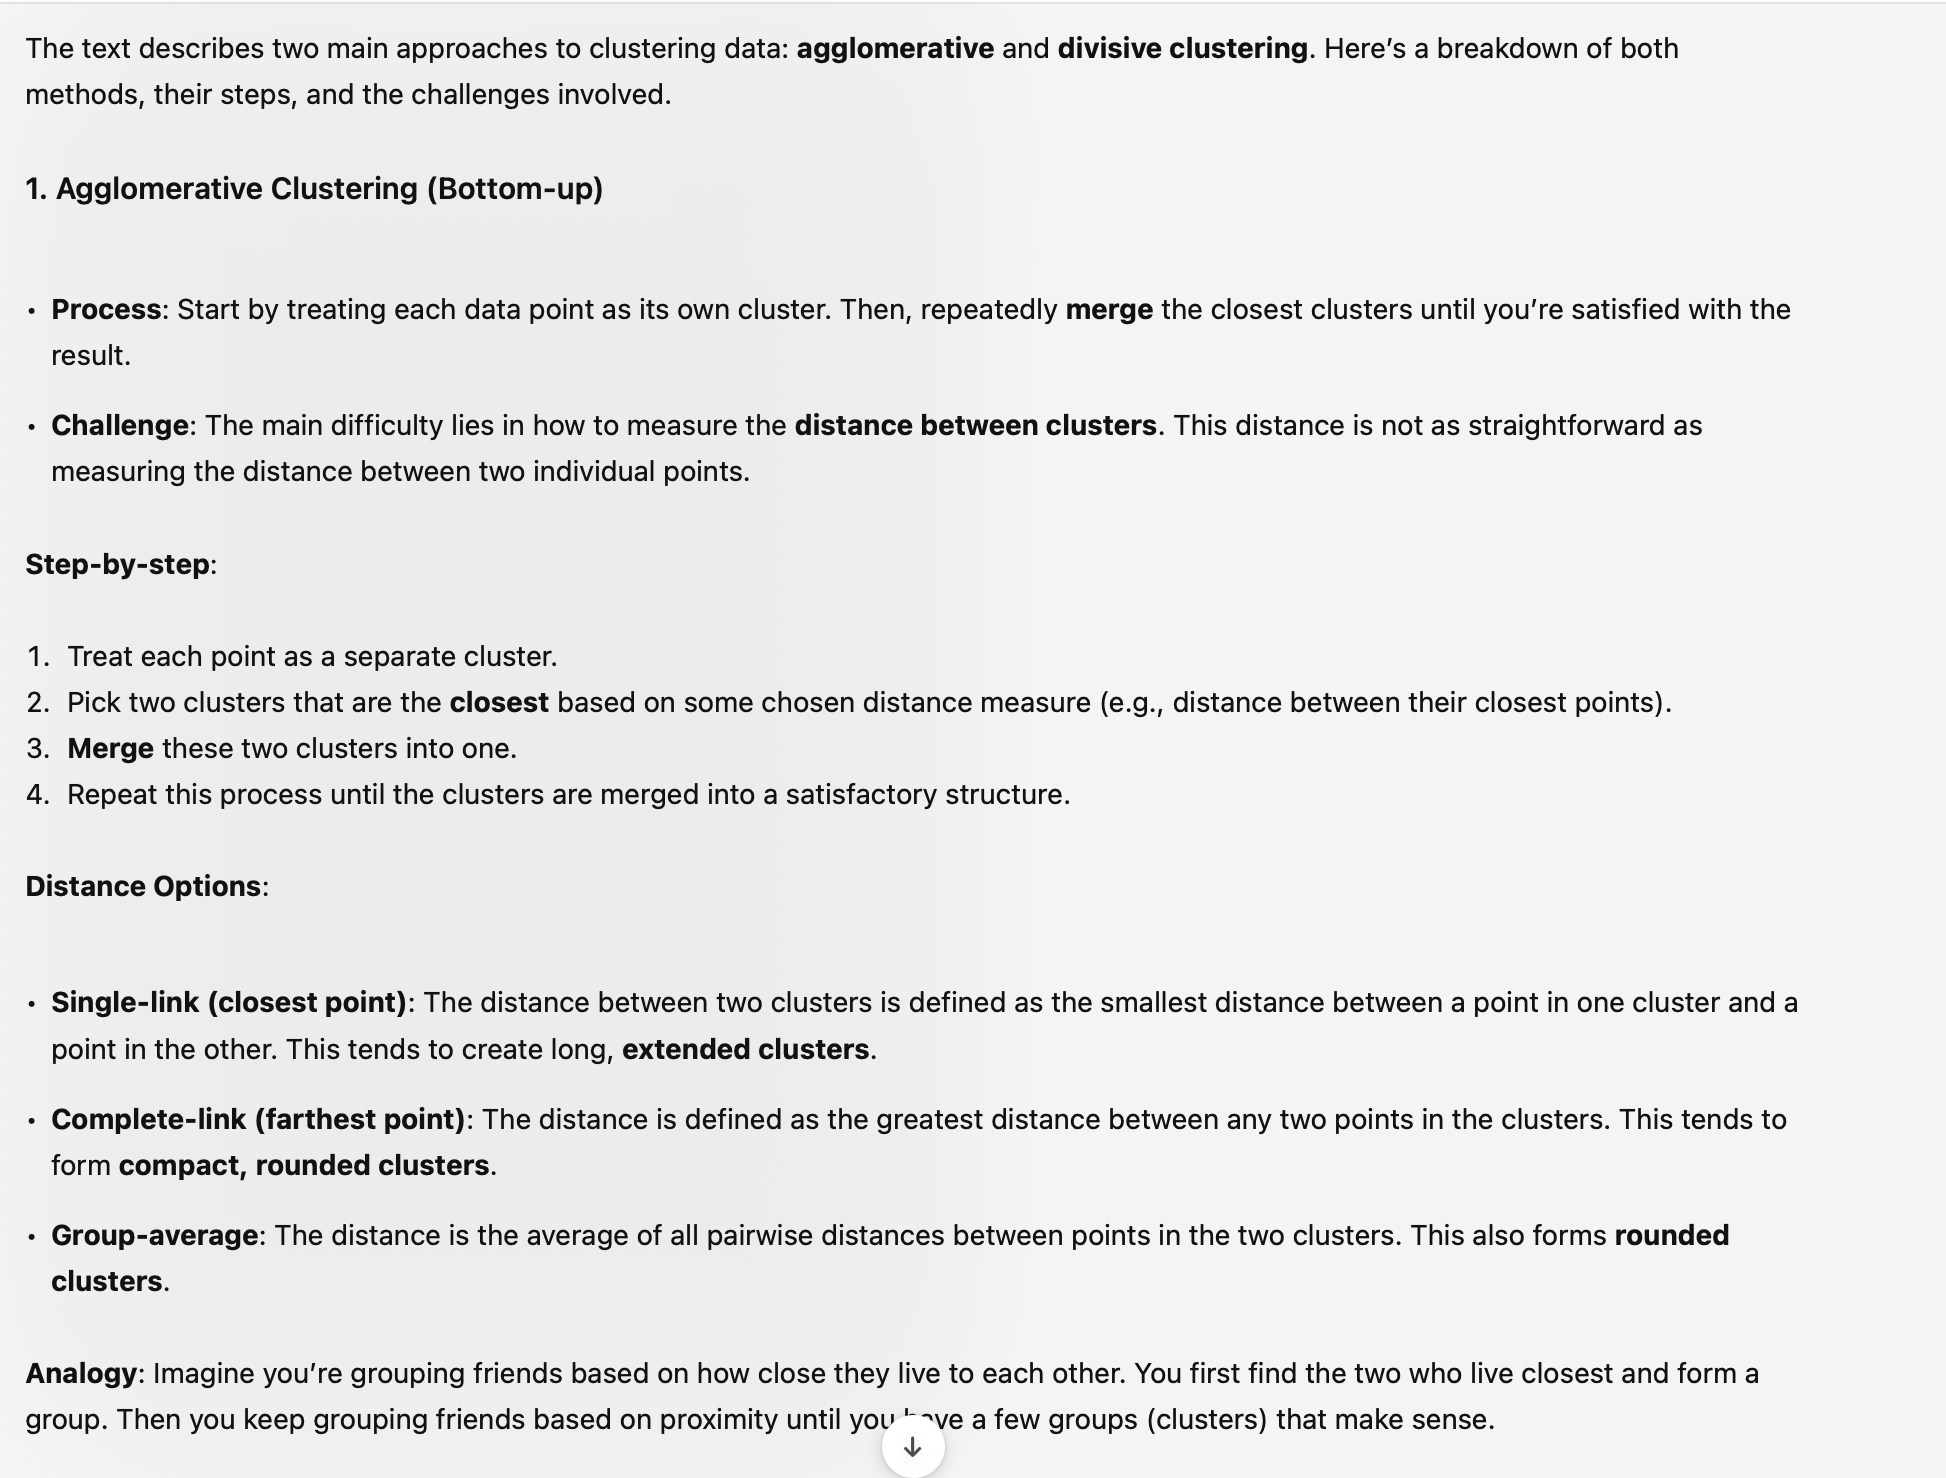 The text describes two main approaches to clustering data: agglomerative and divisive clustering. Here’s a breakdown of both
methods, their steps, and the challenges involved.
1. Agglomerative Clustering (Bottom-up)
• Process: Start by treating each data point as its own cluster. Then, repeatedly merge the closest clusters until you’re satisfied with the
result.
• Challenge: The main difficulty lies in how to measure the distance between clusters. This distance is not as straightforward as
measuring the distance between two individual points.
Step-by-step:
1. Treat each point as a separate cluster.
2. Pick two clusters that are the closest based on some chosen distance measure (e.g., distance between their closest points).
3. Merge these two clusters into one.
4. Repeat this process until the clusters are merged into a satisfactory structure.
Distance Options:
• Single-link (closest point): The distance between two clusters is defined as the smallest distance between a point in one cluster and a
point in the other. This tends to create long, extended clusters.
• Complete-link (farthest point): The distance is defined as the greatest distance between any two points in the clusters. This tends to
form compact, rounded clusters.
• Group-average: The distance is the average of all pairwise distances between points in the two clusters. This also forms rounded
clusters.
Analogy: Imagine you’re grouping friends based on how close they live to each other. You first find the two who live closest and form a
group. Then you keep grouping friends based on proximity until you have a few groups (clusters) that make sense.